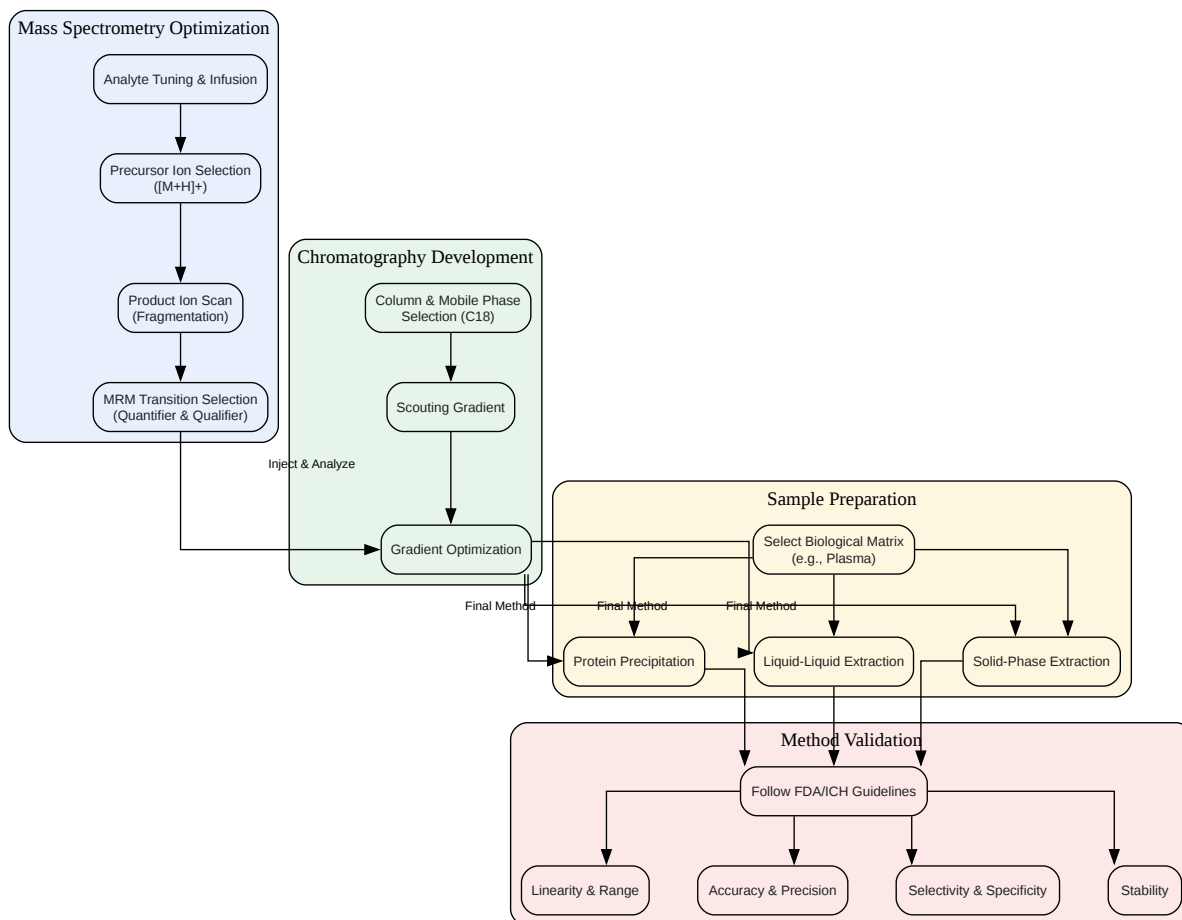 Mass Spectrometry Optimization
Analyte Tuning & Infusion
Precursor Ion Selection
([M+H]+)
Product Ion Scan
(Fragmentation)
MRM Transition Selection
(Quantifier & Qualifier)
Inject & Analyze
Chromatography Development
Column & Mobile Phase
Selection (C18)
Scouting Gradient
Gradient Optimization
Final Method
Final Method
Final Method
Sample Preparation
Select Biological Matrix
(e.g., Plasma)
Protein Precipitation
Liquid-Liquid Extraction
Solid-Phase Extraction
Method Validation
Follow FDA/ICH Guidelines
Linearity & Range
Accuracy & Precision
Selectivity & Specificity
Stability